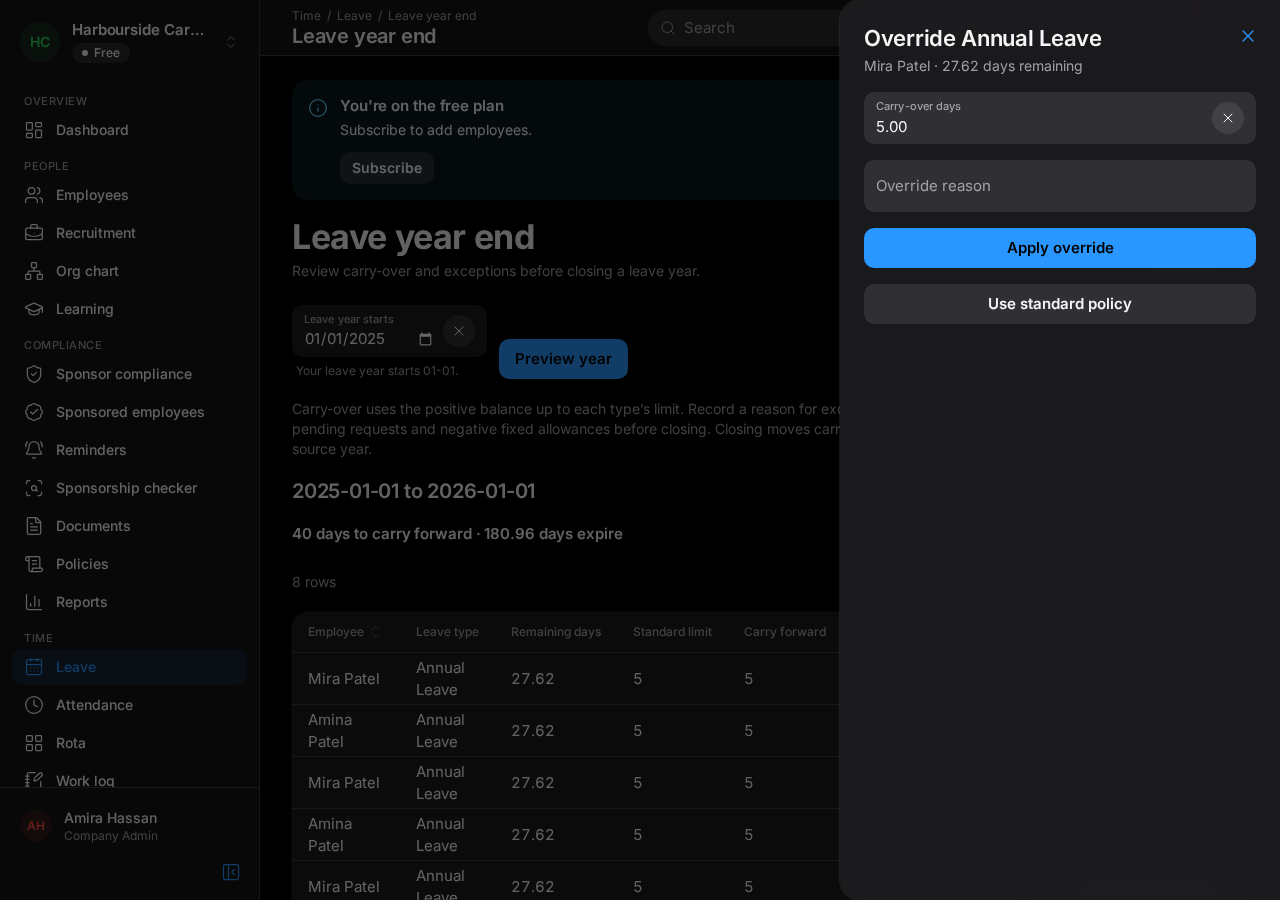 HC
Harbourside Car...
Free
OVERVIEW
Dashboard
PEOPLE
Employees
Recruitment
Org chart
Learning
COMPLIANCE
Sponsor compliance
Sponsored employees
Reminders
Sponsorship checker
Documents
Policies
Reports
TIME
Leave
Attendance
Rota
Work log
AH
Amira Hassan
Company Admin
Time / Leave / Leave year end
Leave year end
Search
You're on the free plan
Subscribe to add employees.
Subscribe
Leave year end
Review carry-over and exceptions before closing a leave year.
Leave year starts
01/01/2025
Your leave year starts 01-01.
Preview year
Carry-over uses the positive balance up to each type’s limit. Record a reason for
pending requests and negative fixed allowances before closing. Closing moves
source year.
2025-01-01 to 2026-01-01
40 days to carry forward · 180.96 days expire
8 rows
Employee Leave type Remaining days Standard limit Carry forward
Mira Patel Annual Leave 27.62 5 5
Amina Patel Annual Leave 27.62 5 5
Mira Patel Annual Leave 27.62 5 5
Amina Patel Annual Leave 27.62 5 5
Mira Patel Annual Leave 27.62 5 5
Override Annual Leave
Mira Patel · 27.62 days remaining
Carry-over days
5.00
Override reason
Apply override
Use standard policy